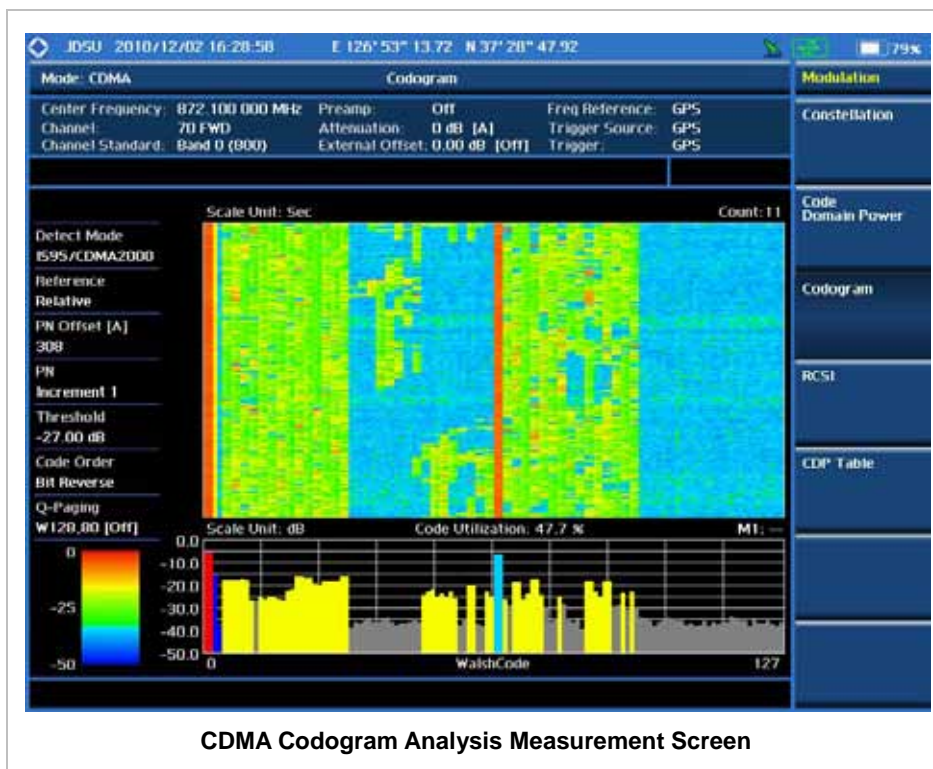 JDSU 2010/12/02 16:28:58 E 126° 53" 13.72 N 37° 28" 47.92 79%
Mode: CDMA Codogram Modulation
Center Frequency: 872.100 000 MHz Preamp: Off Freq Reference: GPS
Channel: 70 FWD Attenuation: 0 dB [A] Trigger Source: GPS
Channel Standard: Band 0 (800) External Offset: 0.00 dB [Off] Trigger: GPS
Constellation
Code
Domain Power
Codogram
RCSI
CDP Table
Scale Unit: Sec Count:11
Detect Mode
IS95/CDMA2000
Reference
Relative
PN Offset [A]
308
PN
Increment 1
Threshold
-27.00 dB
Code Order
Bit Reverse
Q-Paging
W128,80 [Off]
Scale Unit: dB Code Utilization: 47.7 % M1: --
0
-25
-50
0.0
-10.0
-20.0
-30.0
-40.0
-50.0
0 WalshCode 127
CDMA Codogram Analysis Measurement Screen